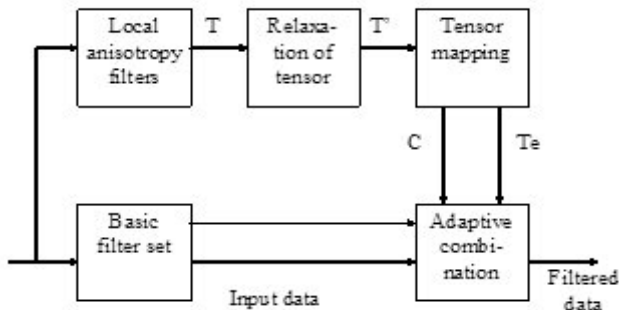 Local
anisotropy
filters
T
Relaxa-
tion of
tensor
T'
Tensor
mapping
C
Te
Basic
filter set
Adaptive
combi-
nation
Input data
Filtered
data